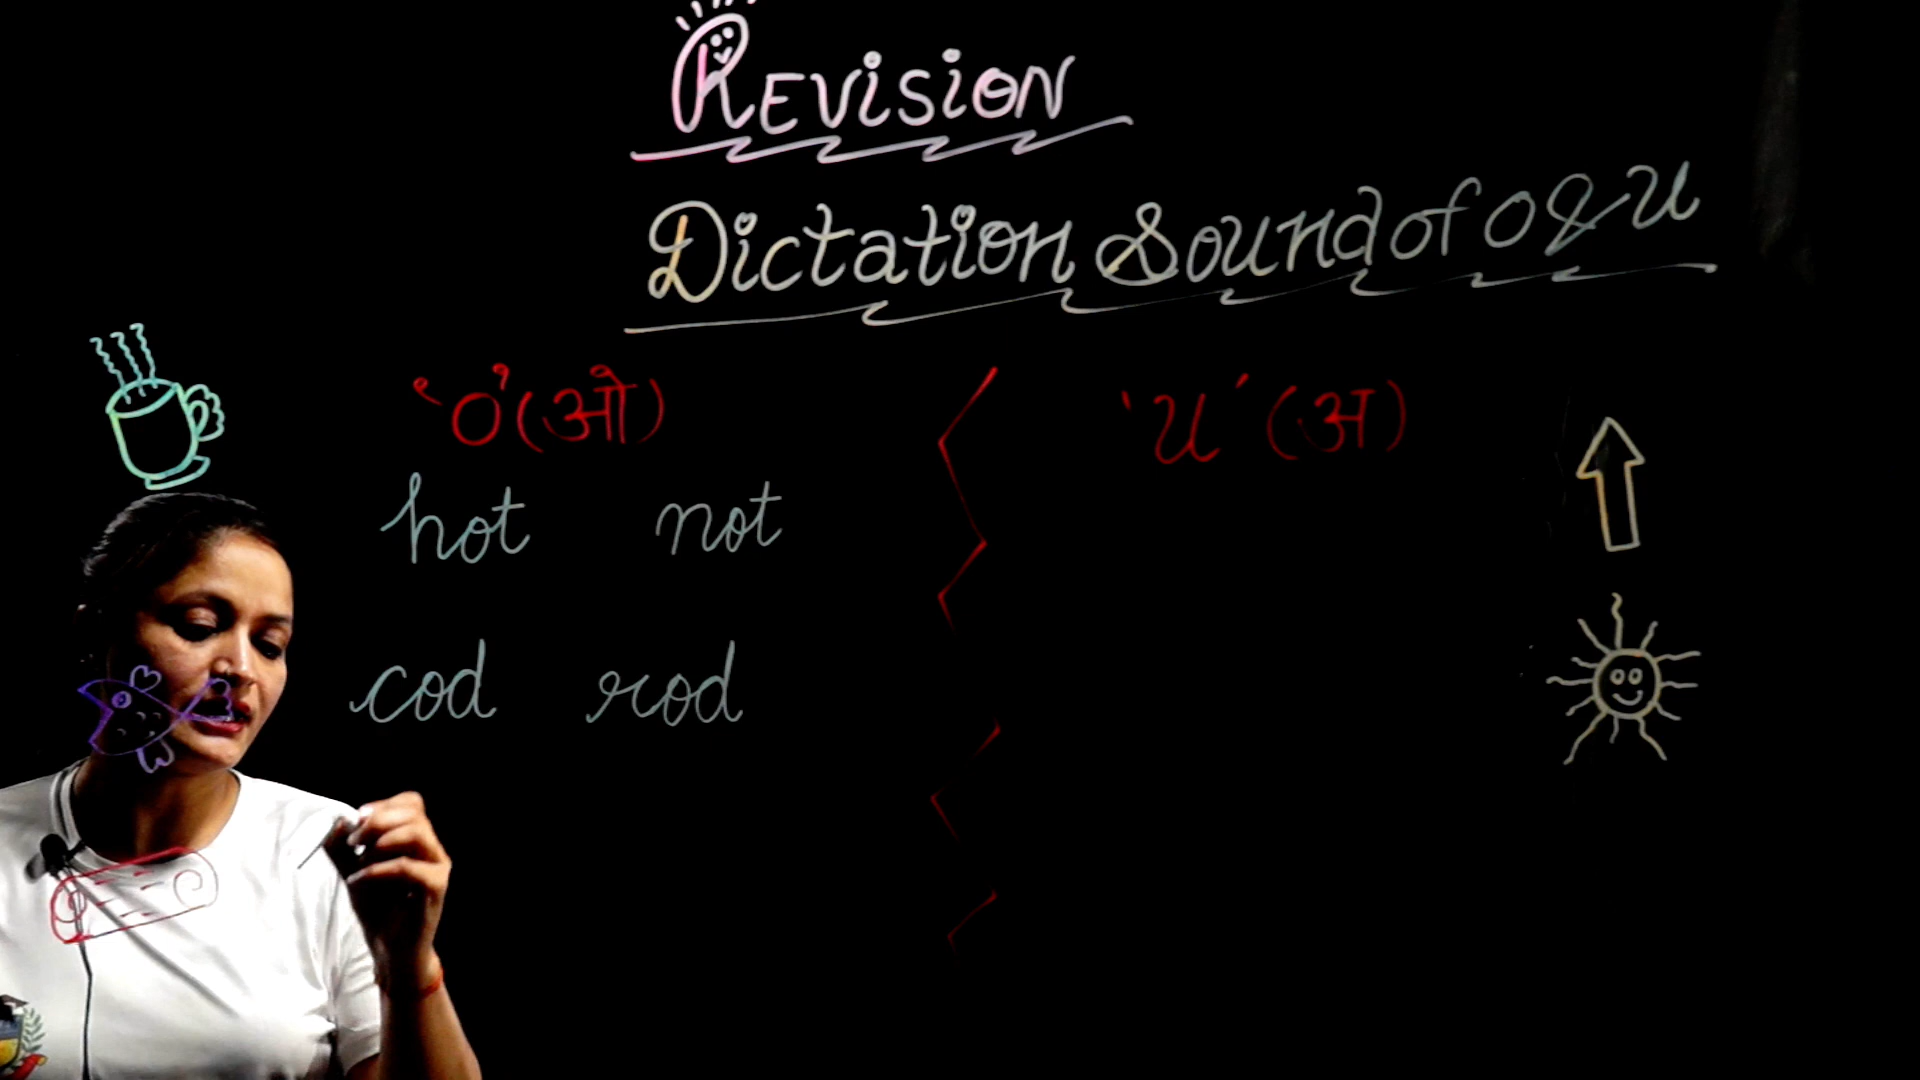 REVISION
Dictation Sound of O & U
'O' (ओ)
'U' (अ)
hot not
cod rod